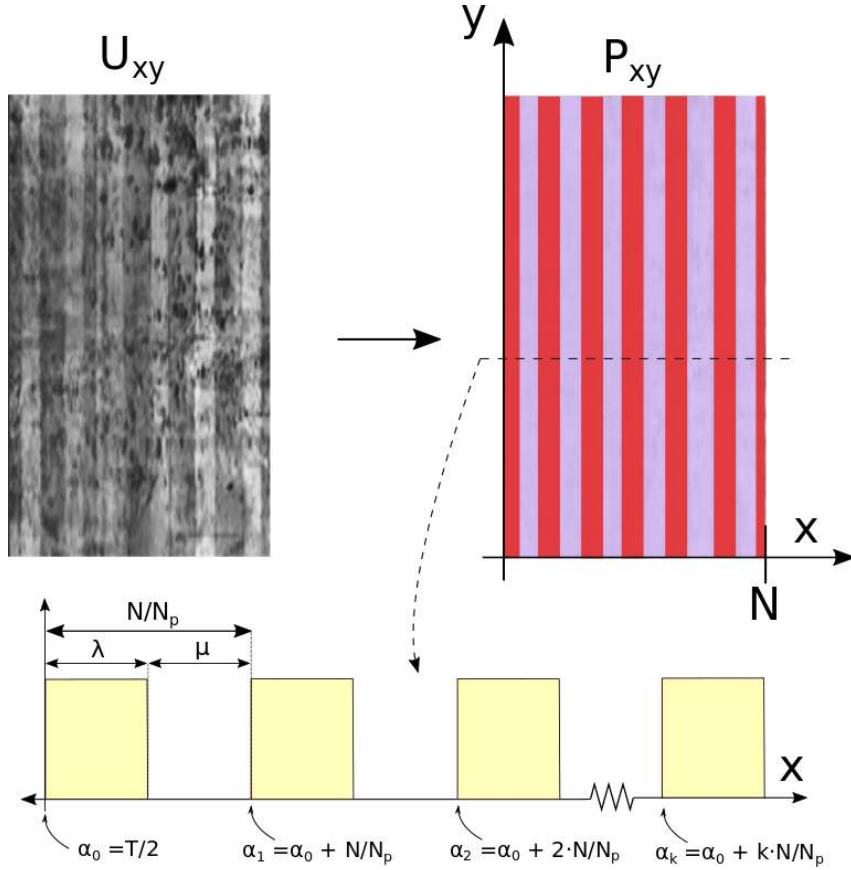 U_xy
y
P_xy
x
N
N/N_p
λ
μ
x
α_0 =T/2
α_1 =α_0 + N/N_p
α_2 =α_0 + 2·N/N_p
α_k =α_0 + k·N/N_p